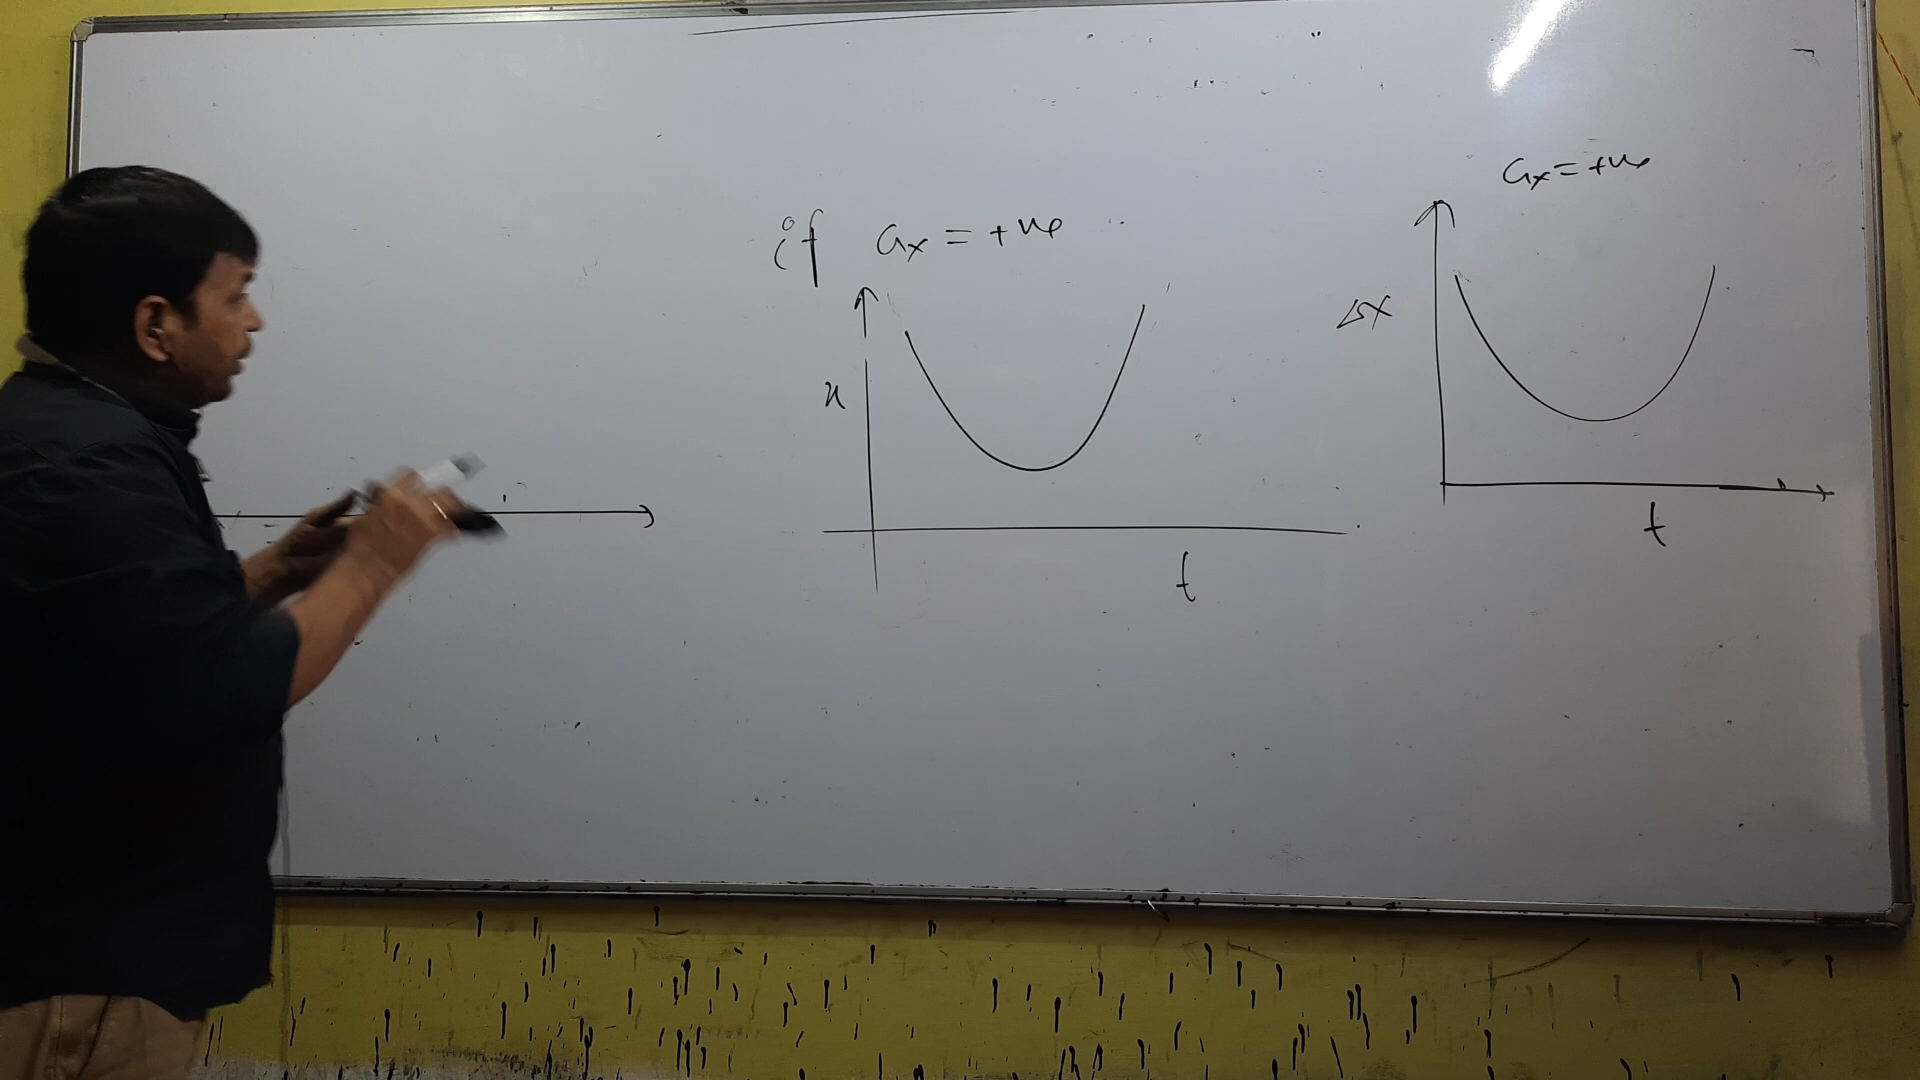 if ax = +ve
x
t
ax = +ve
Δx
t